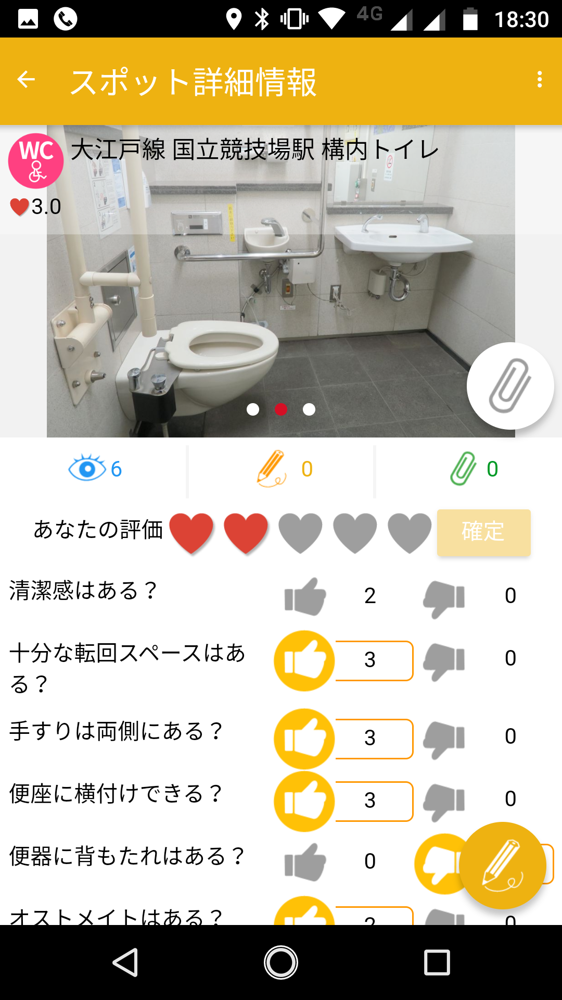 4G 18:30
スポット詳細情報
WC
大江戸線 国立競技場駅 構内トイレ
3.0
6 0 0
あなたの評価 確定
清潔感はある？ 2 0
十分な転回スペースはあ 3 0
る？
手すりは両側にある？ 3 0
便座に横付けできる？ 3 0
便器に背もたれはある？ 0
オストメイトはある？ 2 0